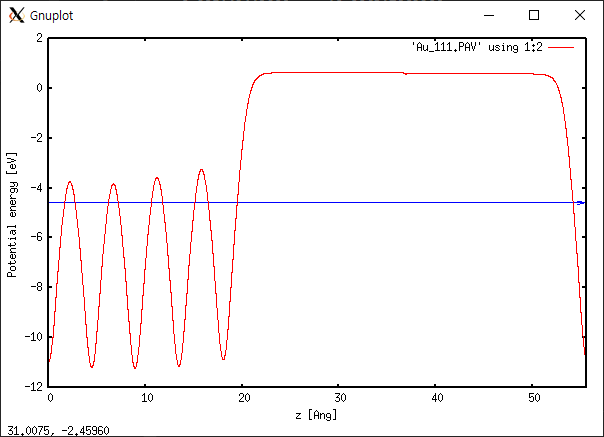 Gnuplot
'Au_111.PAV' using 1:2
2
0
-2
-4
-6
-8
-10
-12
Potential energy [eV]
0 10 20 30 40 50
z [Ang]
31.0075, -2.45960